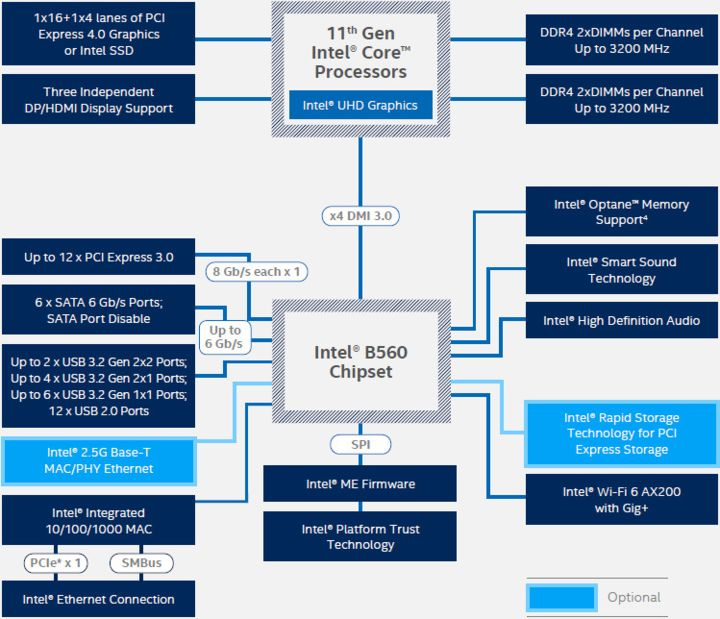 1x16+1x4 lanes of PCI
Express 4.0 Graphics
or Intel SSD
Three Independent
DP/HDMI Display Support
11th Gen
Intel® Core™
Processors
Intel® UHD Graphics
DDR4 2xDIMMs per Channel
Up to 3200 MHz
DDR4 2xDIMMs per Channel
Up to 3200 MHz
x4 DMI 3.0
Up to 12 x PCI Express 3.0
8 Gb/s each x 1
6 x SATA 6 Gb/s Ports;
SATA Port Disable
Up to
6 Gb/s
Up to 2 x USB 3.2 Gen 2x2 Ports;
Up to 4 x USB 3.2 Gen 2x1 Ports;
Up to 6 x USB 3.2 Gen 1x1 Ports;
12 x USB 2.0 Ports
Intel® 2.5G Base-T
MAC/PHY Ethernet
Intel® Integrated
10/100/1000 MAC
PCIe* x 1
SMBus
Intel® Ethernet Connection
Intel® B560
Chipset
SPI
Intel® ME Firmware
Intel® Platform Trust
Technology
Intel® Optane™ Memory
Support⁴
Intel® Smart Sound
Technology
Intel® High Definition Audio
Intel® Rapid Storage
Technology for PCI
Express Storage
Intel® Wi-Fi 6 AX200
with Gig+
Optional